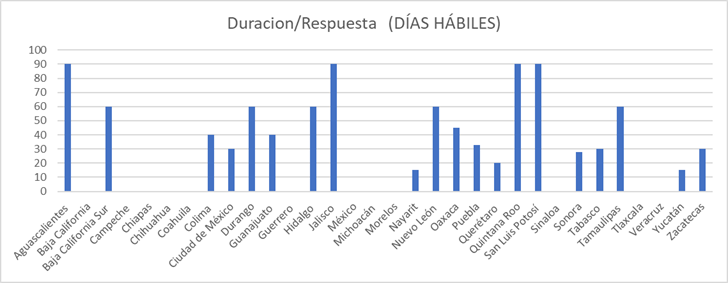 Duracion/Respuesta (DÍAS HÁBILES)
100
90
80
70
60
50
40
30
20
10
0
Aguascalientes
Baja California
Baja California Sur
Campeche
Chiapas
Chihuahua
Coahuila
Colima
Ciudad de México
Durango
Guanajuato
Guerrero
Hidalgo
Jalisco
México
Michoacán
Morelos
Nayarit
Nuevo León
Oaxaca
Puebla
Querétaro
Quintana Roo
San Luis Potosí
Sinaloa
Sonora
Tabasco
Tamaulipas
Tlaxcala
Veracruz
Yucatán
Zacatecas